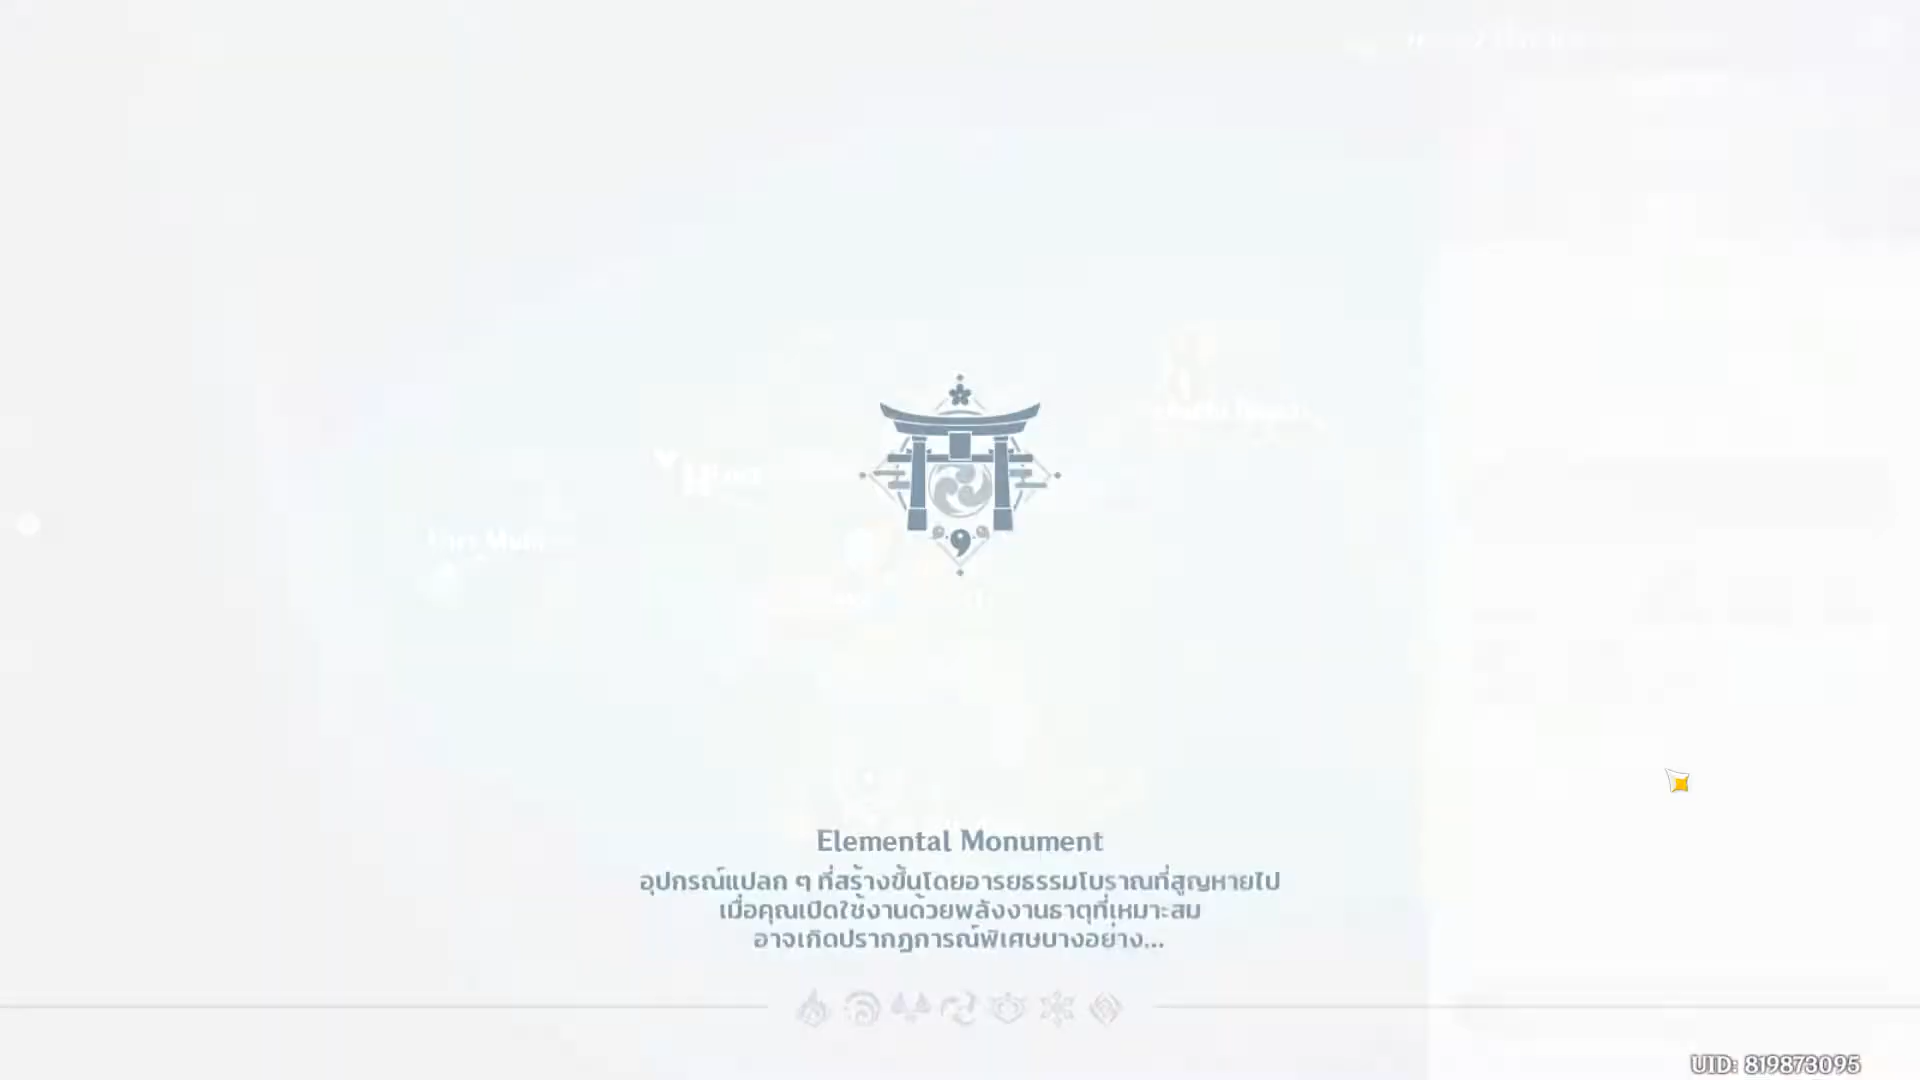 Elemental Monument
อุปกรณ์แปลก ๆ ที่สร้างขึ้นโดยอารยธรรมโบราณที่สูญหายไป
เมื่อคุณเปิดใช้งานด้วยพลังงานธาตุที่เหมาะสม
อาจเกิดปรากฏการณ์พิเศษบางอย่าง...
UID: 819873095